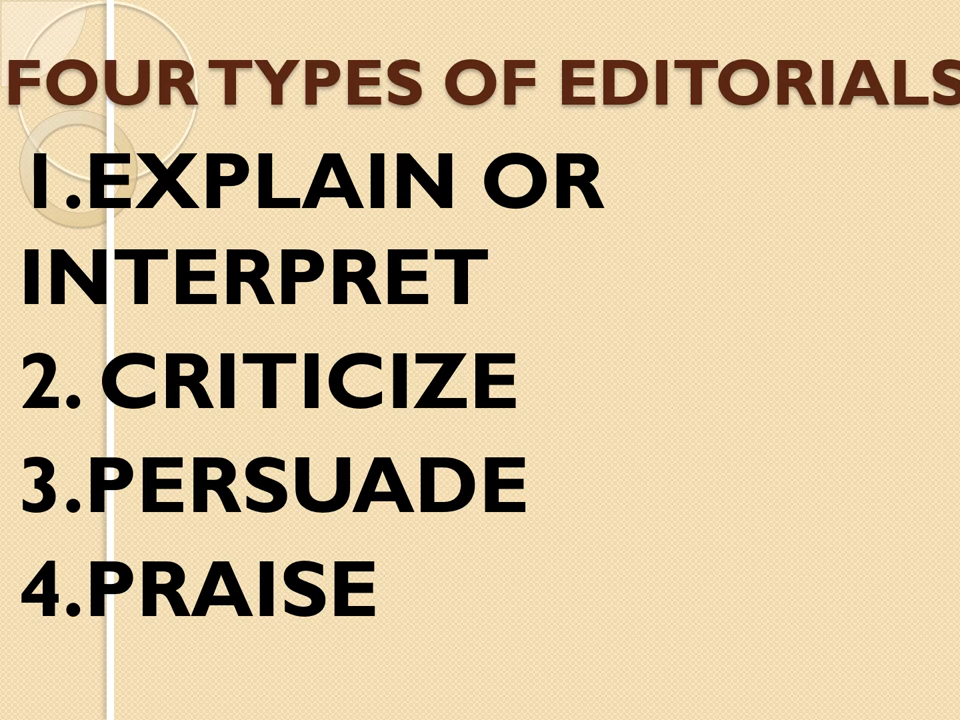 FOUR TYPES OF EDITORIALS
1.EXPLAIN OR
INTERPRET
2. CRITICIZE
3.PERSUADE
4.PRAISE